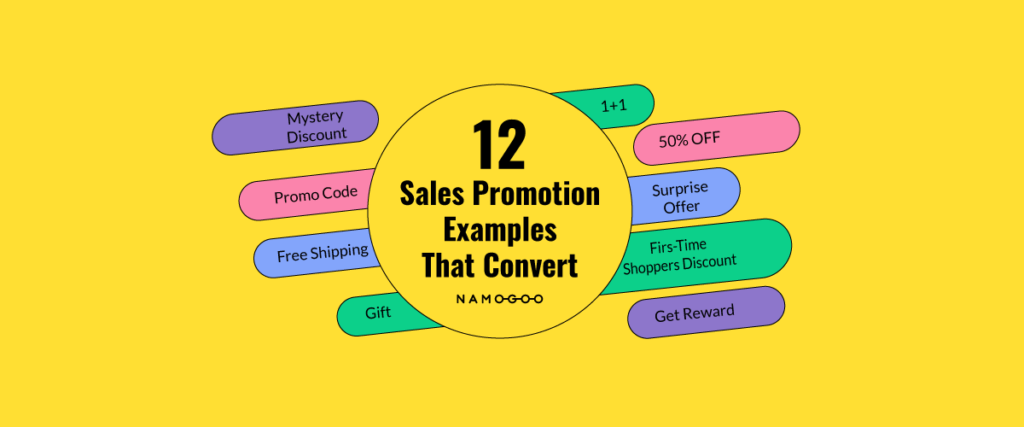 Mystery
Discount
Promo Code
Free Shipping
Gift
12
Sales Promotion
Examples
That Convert
NAMOGOO
1+1
50% OFF
Surprise
Offer
Firs-Time
Shoppers Discount
Get Reward